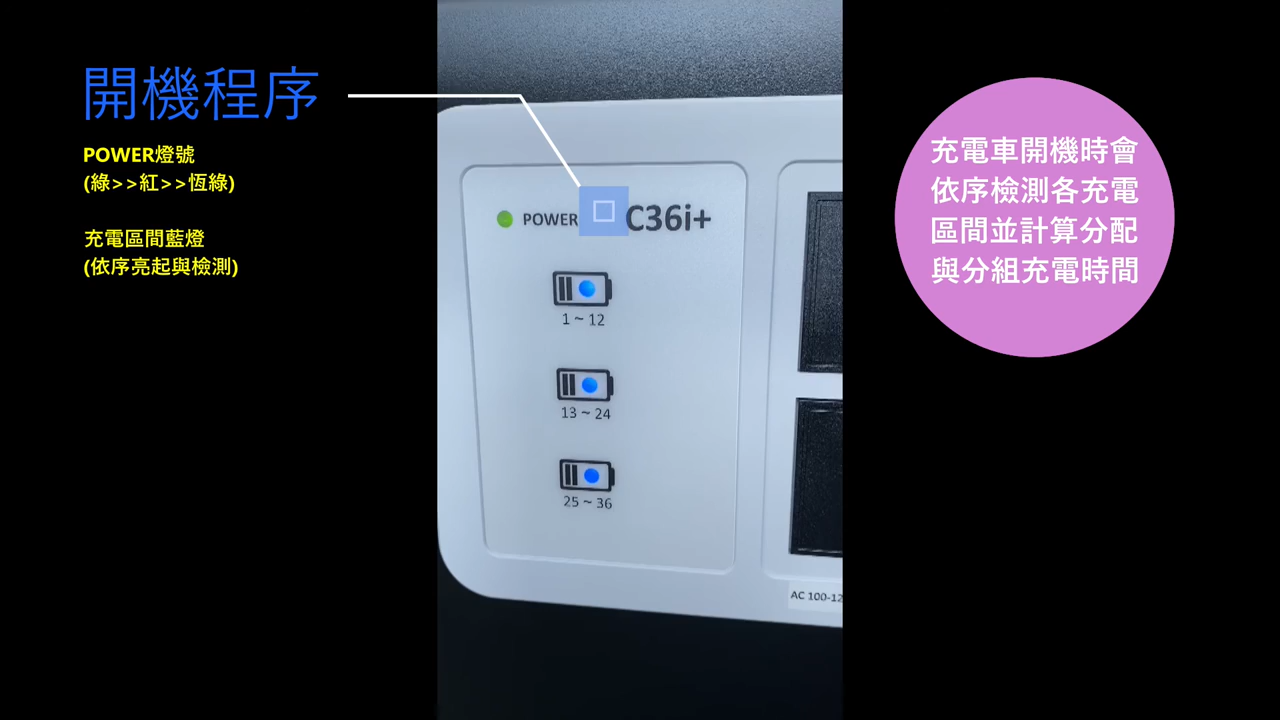 開機程序
POWER燈號
(綠>>紅>>恆綠)
充電區間藍燈
(依序亮起與檢測)
POWER
C36i+
1 ~ 12
13 ~ 24
25 ~ 36
AC 100-12
充電車開機時會
依序檢測各充電
區間並計算分配
與分組充電時間